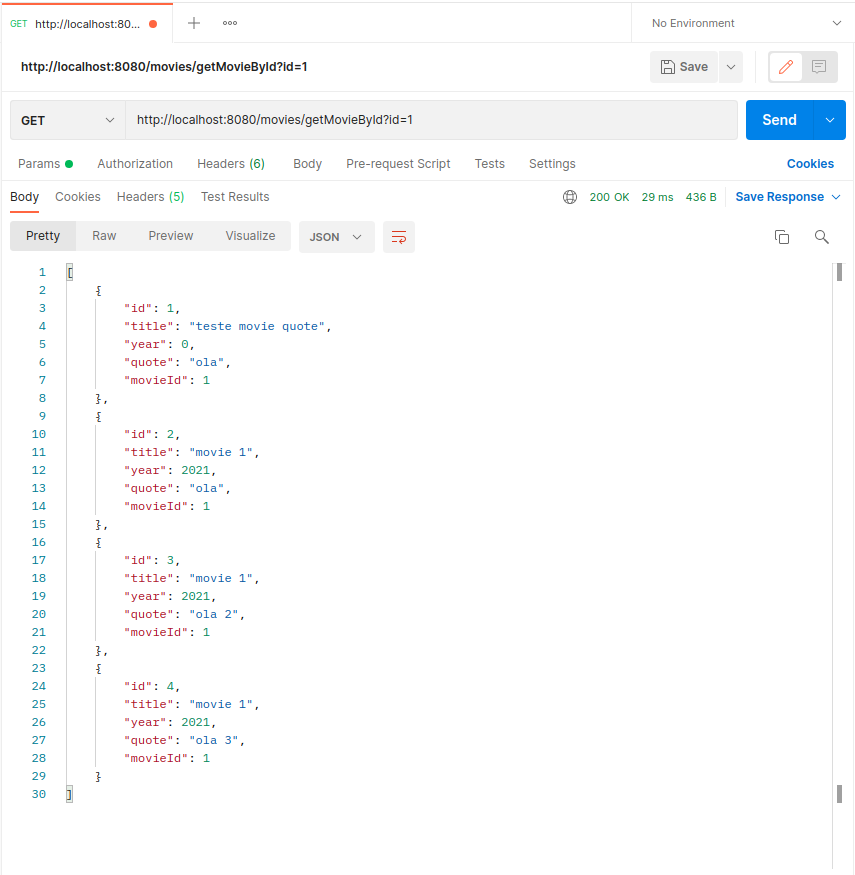 GET http://localhost:80...
No Environment
http://localhost:8080/movies/getMovieById?id=1
Save
GET http://localhost:8080/movies/getMovieById?id=1 Send
Params Authorization Headers (6) Body Pre-request Script Tests Settings Cookies
Body Cookies Headers (5) Test Results 200 OK 29 ms 436 B Save Response
Pretty Raw Preview Visualize JSON
1 [
2 {
3 "id": 1,
4 "title": "teste movie quote",
5 "year": 0,
6 "quote": "ola",
7 "movieId": 1
8 },
9 {
10 "id": 2,
11 "title": "movie 1",
12 "year": 2021,
13 "quote": "ola",
14 "movieId": 1
15 },
16 {
17 "id": 3,
18 "title": "movie 1",
19 "year": 2021,
20 "quote": "ola 2",
21 "movieId": 1
22 },
23 {
24 "id": 4,
25 "title": "movie 1",
26 "year": 2021,
27 "quote": "ola 3",
28 "movieId": 1
29 }
30 ]